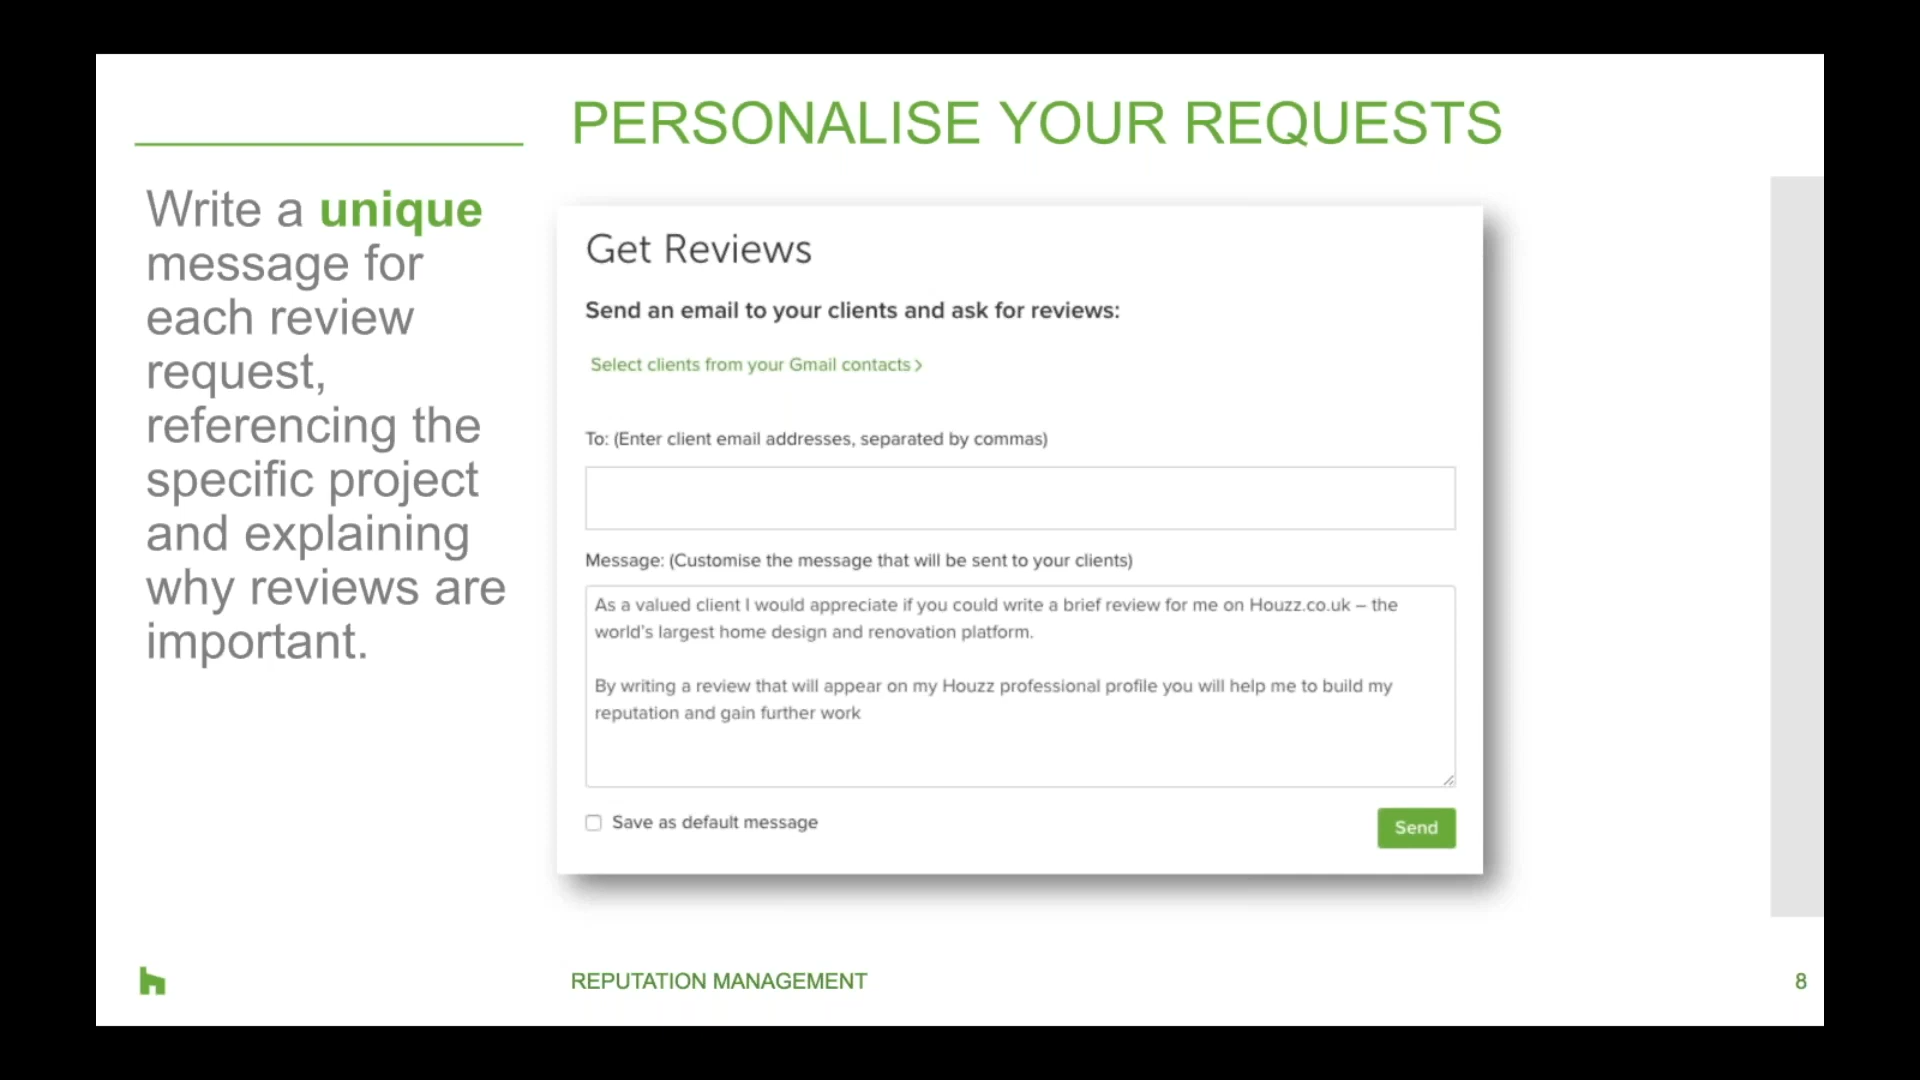 PERSONALISE YOUR REQUESTS
Write a unique
message for
each review
request,
referencing the
specific project
and explaining
why reviews are
important.
Get Reviews
Send an email to your clients and ask for reviews:
Select clients from your Gmail contacts >
To: (Enter client email addresses, separated by commas)
Message: (Customise the message that will be sent to your clients)
As a valued client I would appreciate if you could write a brief review for me on Houzz.co.uk – the
world's largest home design and renovation platform.
By writing a review that will appear on my Houzz professional profile you will help me to build my
reputation and gain further work
Save as default message
Send
REPUTATION MANAGEMENT
8